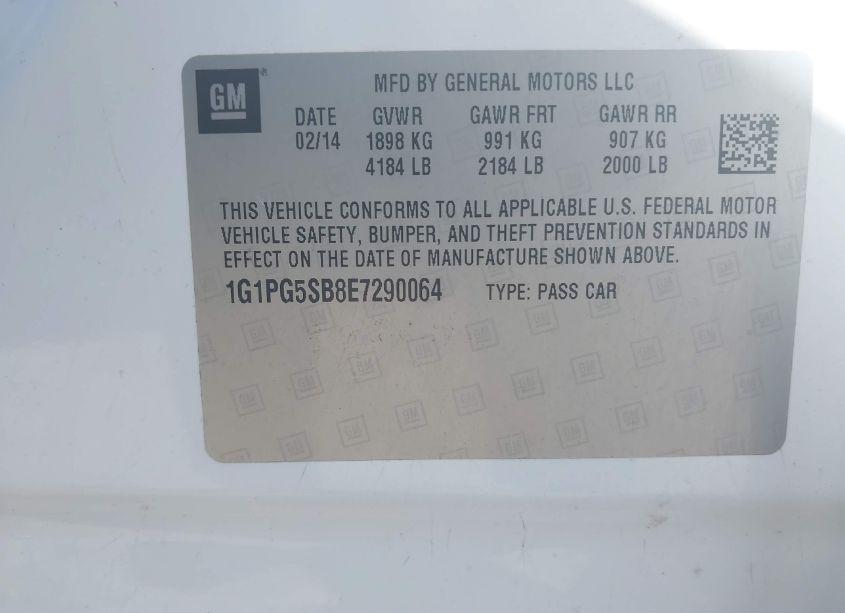 GM ®
MFD BY GENERAL MOTORS LLC
DATE GVWR GAWR FRT GAWR RR
02/14 1898 KG 991 KG 907 KG
4184 LB 2184 LB 2000 LB
THIS VEHICLE CONFORMS TO ALL APPLICABLE U.S. FEDERAL MOTOR
VEHICLE SAFETY, BUMPER, AND THEFT PREVENTION STANDARDS IN
EFFECT ON THE DATE OF MANUFACTURE SHOWN ABOVE.
1G1PG5SB8E7290064 TYPE: PASS CAR